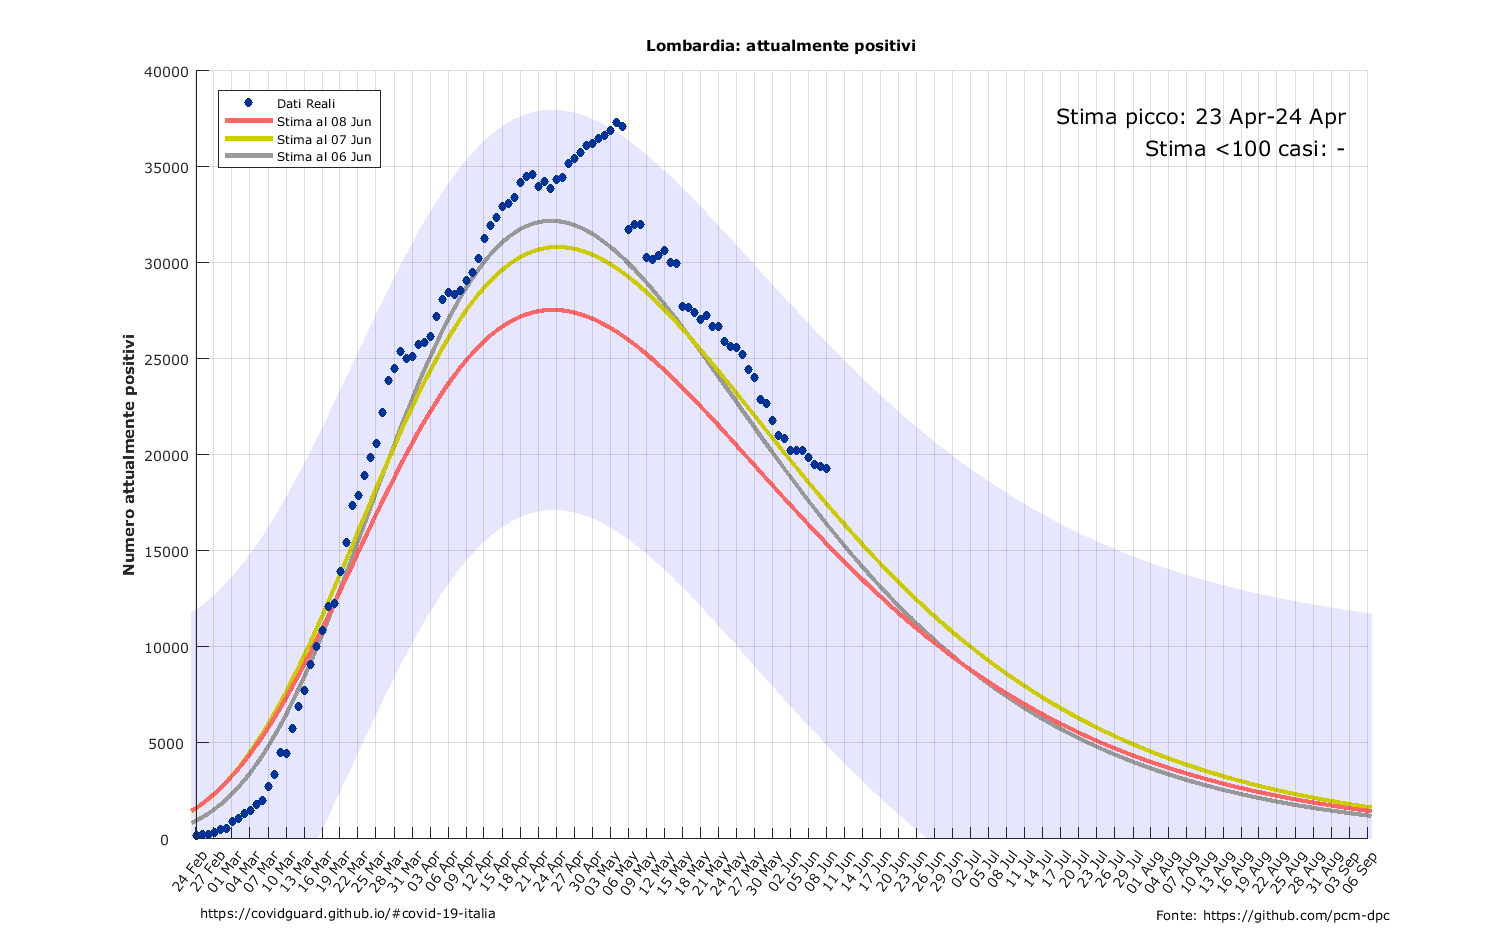 Lombardia: attualmente positivi
40000
35000
30000
25000
20000
15000
10000
5000
0
Numero attualmente positivi
Dati Reali
Stima al 08 Jun
Stima al 07 Jun
Stima al 06 Jun
Stima picco: 23 Apr-24 Apr
Stima <100 casi: -
24 Feb
27 Feb
01 Mar
04 Mar
07 Mar
10 Mar
13 Mar
16 Mar
19 Mar
22 Mar
25 Mar
28 Mar
31 Mar
03 Apr
06 Apr
09 Apr
12 Apr
15 Apr
18 Apr
21 Apr
24 Apr
27 Apr
30 Apr
03 May
06 May
09 May
12 May
15 May
18 May
21 May
24 May
27 May
30 May
02 Jun
05 Jun
08 Jun
11 Jun
14 Jun
17 Jun
20 Jun
23 Jun
26 Jun
29 Jun
02 Jul
05 Jul
08 Jul
11 Jul
14 Jul
17 Jul
20 Jul
23 Jul
26 Jul
29 Jul
01 Aug
04 Aug
07 Aug
10 Aug
13 Aug
16 Aug
19 Aug
22 Aug
25 Aug
28 Aug
31 Aug
03 Sep
06 Sep
https://covidguard.github.io/#covid-19-italia
Fonte: https://github.com/pcm-dpc